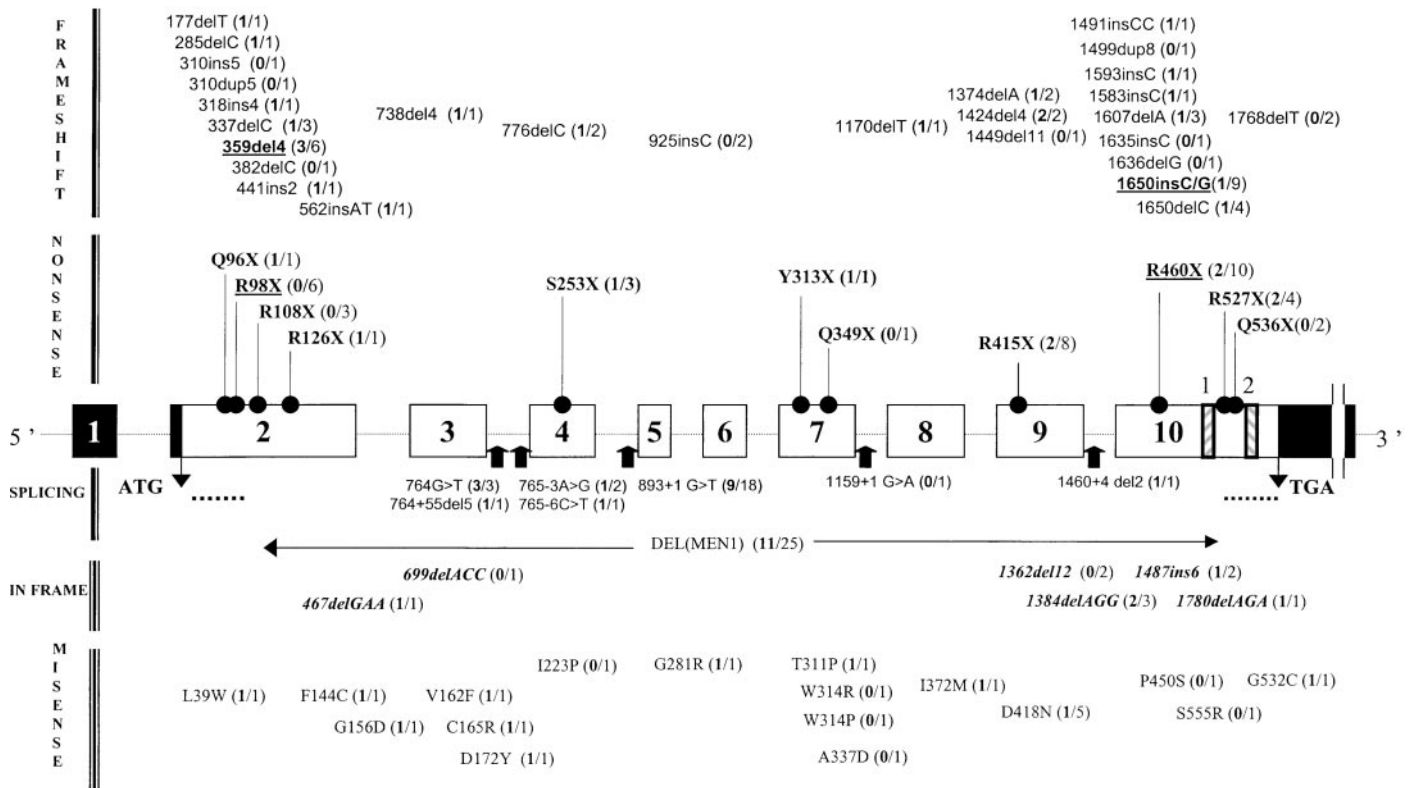 FRAMESHIFT
177delT (1/1)
285delC (1/1)
310ins5 (0/1)
310dup5 (0/1)
318ins4 (1/1)
337delC (1/3)
359del4 (3/6)
382delC (0/1)
441ins2 (1/1)
562insAT (1/1)
738del4 (1/1)
776delC (1/2)
925insC (0/2)
1170delT (1/1)
1374delA (1/2)
1424del4 (2/2)
1449del11 (0/1)
1491insCC (1/1)
1499dup8 (0/1)
1593insC (1/1)
1583insC(1/1)
1607delA (1/3)
1635insC (0/1)
1636delG (0/1)
1650insC/G(1/9)
1650delC (1/4)
1768delT (0/2)
NONSENSE
Q96X (1/1)
R98X (0/6)
R108X (0/3)
R126X (1/1)
S253X (1/3)
Y313X (1/1)
Q349X (0/1)
R415X (2/8)
R460X (2/10)
R527X(2/4)
Q536X(0/2)
1 2
5 ' 1 2 3 4 5 6 7 8 9 10 3 '
SPLICING
ATG
764G>T (3/3)
764+55del5 (1/1)
765-3A>G (1/2)
765-6C>T (1/1)
893+1 G>T (9/18)
1159+1 G>A (0/1)
1460+4 del2 (1/1)
TGA
DEL(MEN1) (11/25)
IN FRAME
699delACC (0/1)
467delGAA (1/1)
1362del12 (0/2)
1487ins6 (1/2)
1384delAGG (2/3)
1780delAGA (1/1)
MISENSE
L39W (1/1)
F144C (1/1)
G156D (1/1)
V162F (1/1)
C165R (1/1)
D172Y (1/1)
I223P (0/1)
G281R (1/1)
T311P (1/1)
W314R (0/1)
W314P (0/1)
A337D (0/1)
I372M (1/1)
D418N (1/5)
P450S (0/1)
G532C (1/1)
S555R (0/1)